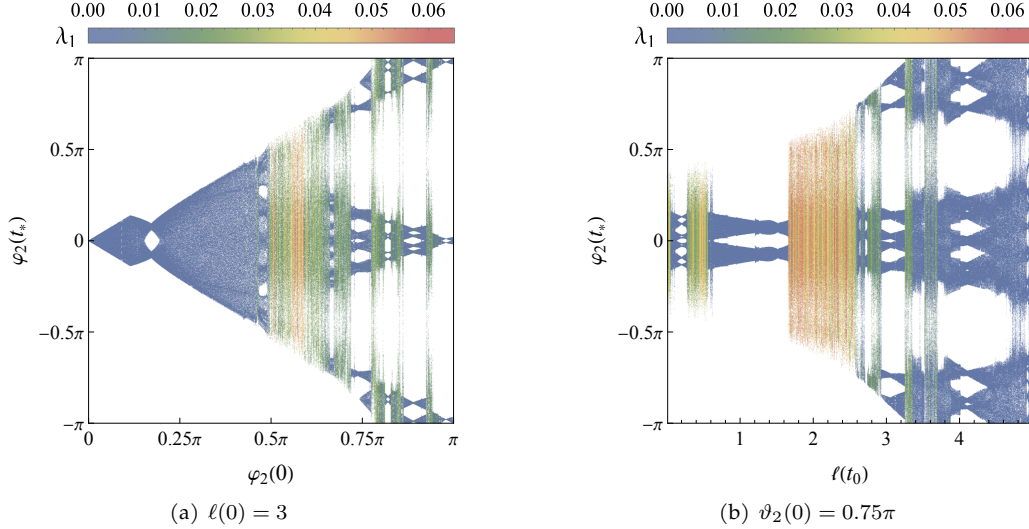 0.00 0.01 0.02 0.03 0.04 0.05 0.06
λ₁
π
0.5π
0
−0.5π
−π
φ₂(t*)
0 0.25π 0.5π 0.75π π
φ₂(0)
(a) ℓ(0) = 3
0.00 0.01 0.02 0.03 0.04 0.05 0.06
λ₁
π
0.5π
0
−0.5π
−π
φ₂(t*)
1 2 3 4
ℓ(t₀)
(b) ϑ₂(0) = 0.75π